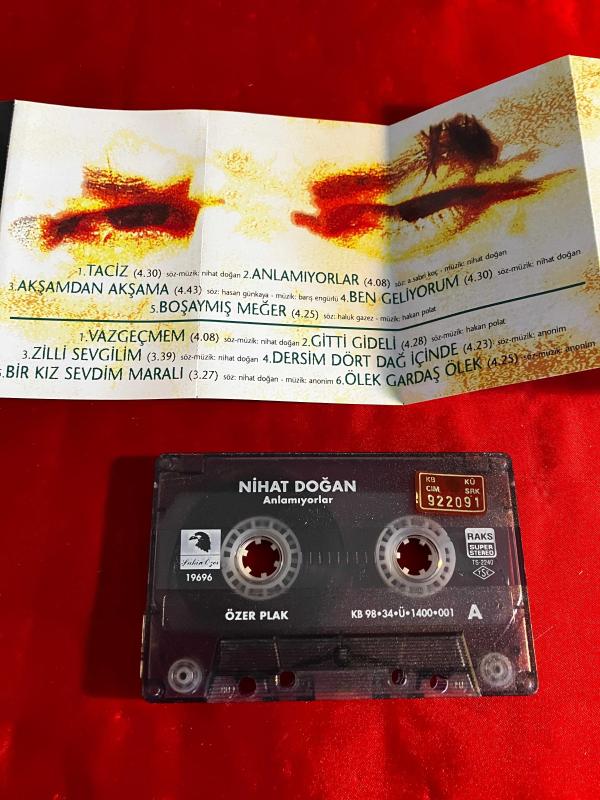 1.TACİZ (4.30) söz-müzik: nihat doğan 2.ANLAMIYORLAR (4.08) söz: a.sabri koç - müzik: nihat doğan
3.AKŞAMDAN AKŞAMA (4.43) söz: hasan günkaya - müzik: barış engürlü 4.BEN GELİYORUM (4.30) söz-müzik: nihat doğan
5.BOŞAYMIŞ MEĞER (4.25) söz: haluk gazez - müzik: hakan polat
1.VAZGEÇMEM (4.08) söz-müzik: nihat doğan 2.GİTTİ GİDELİ (4.28) söz-müzik: hakan polat
3.ZİLLİ SEVGİLİM (3.39) söz-müzik: nihat doğan 4.DERSİM DÖRT DAĞ İÇİNDE (4.23) söz-müzik: anonim
BİR KIZ SEVDİM MARALI (3.27) söz: nihat doğan - müzik: anonim 6.ÖLEK GARDAŞ ÖLEK (4.25) söz-müzik: anonim
NİHAT DOĞAN
Anlamıyorlar
KB KÜ
CIM SRK
922091
RAKS
SUPER
STEREO
TS-2240
TSE
Şahin Özer
19696
ÖZER PLAK
KB 98•34•Ü•1400•001 A